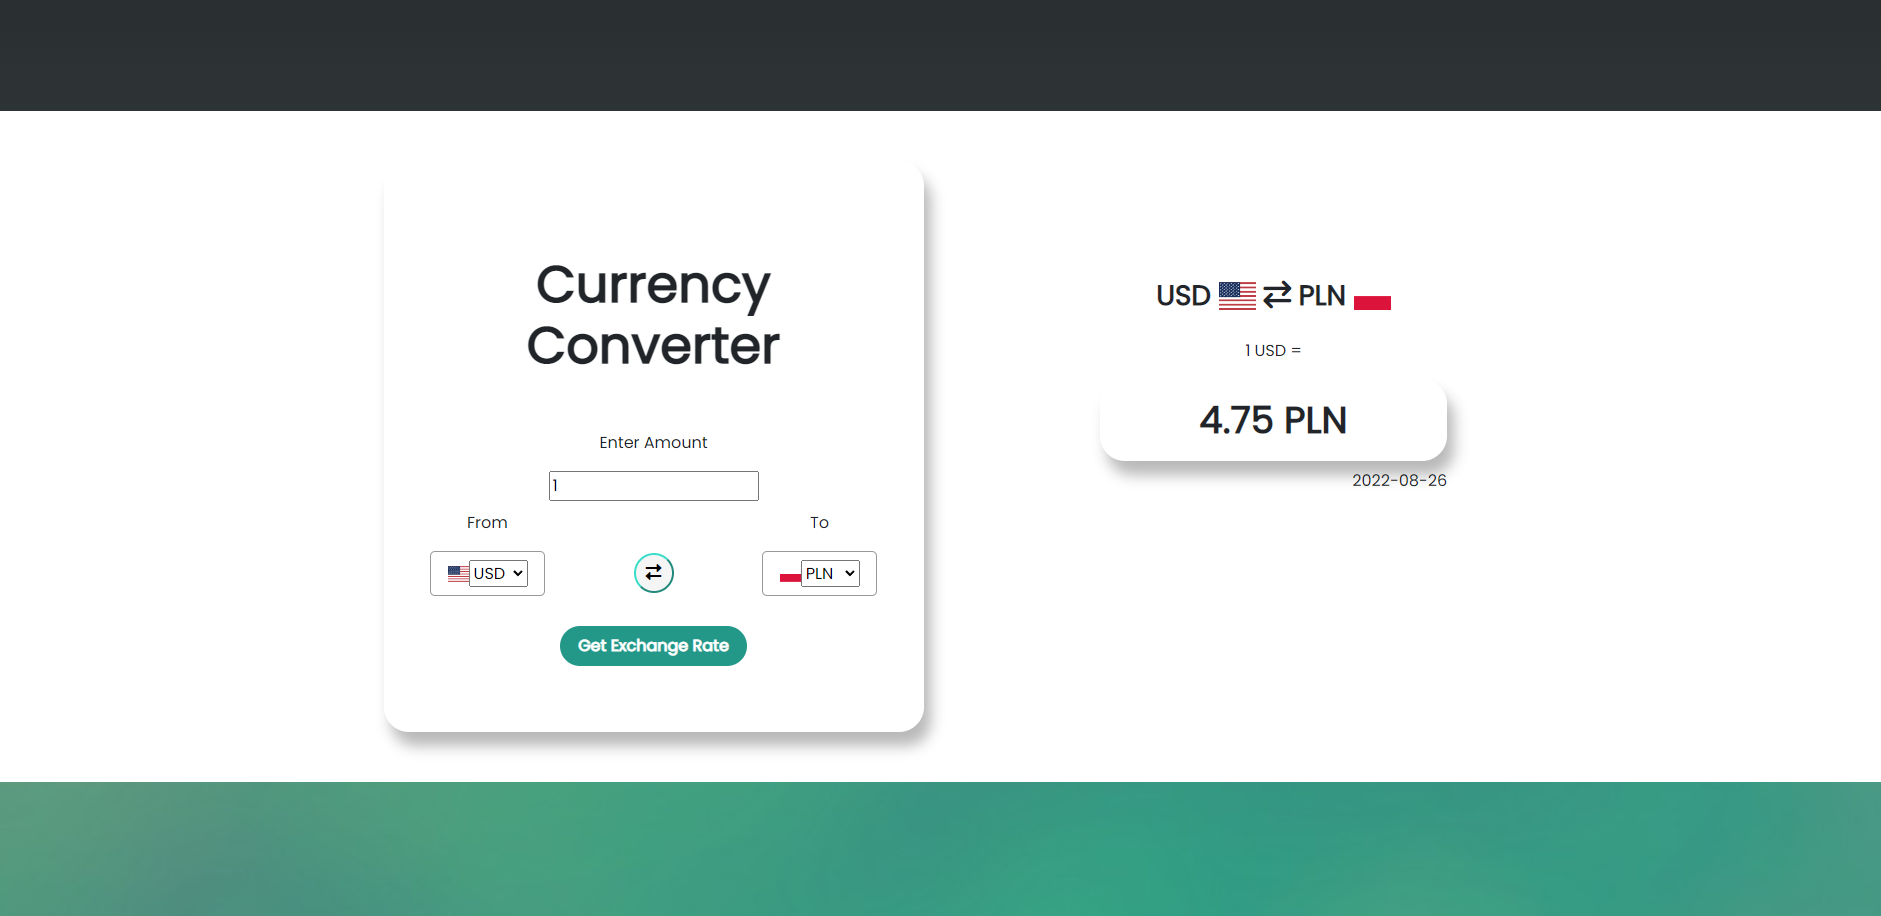 Currency
Converter
Enter Amount
1
From
To
USD
PLN
Get Exchange Rate
USD PLN
1 USD =
4.75 PLN
2022-08-26